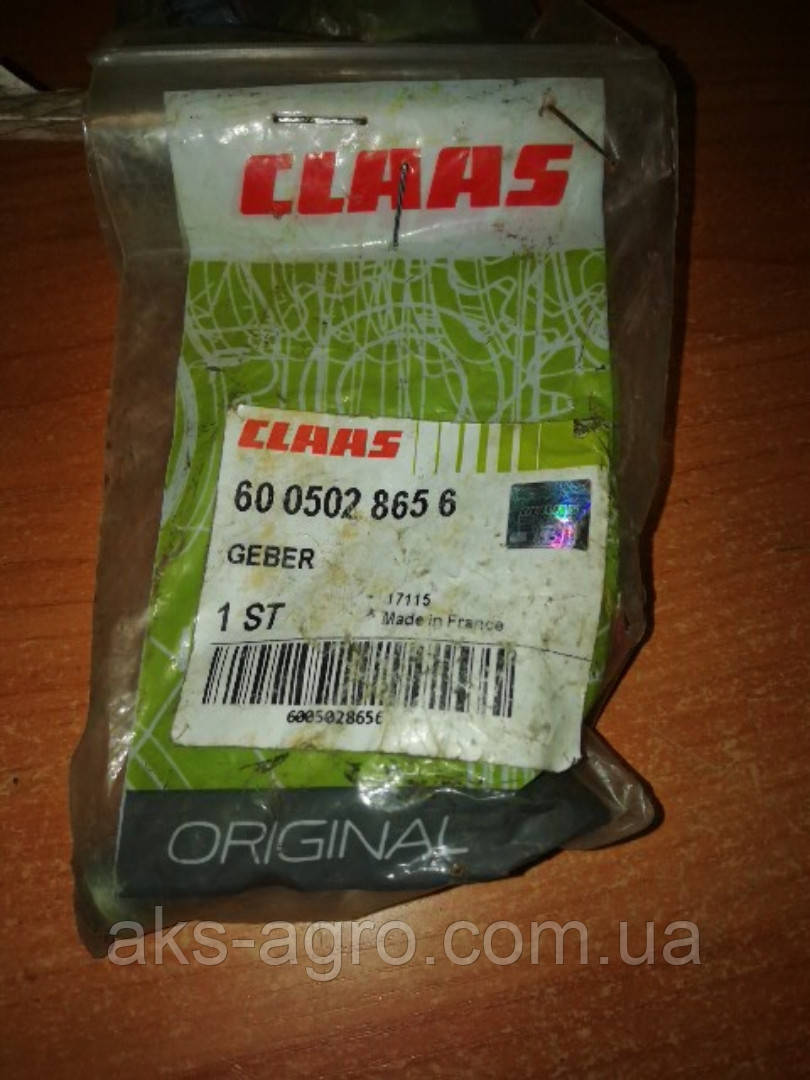 CLAAS
CLAAS
60 0502 865 6
GEBER
17115
1 ST
Made in France
6005028656
ORIGINAL
aks-agro.com.ua